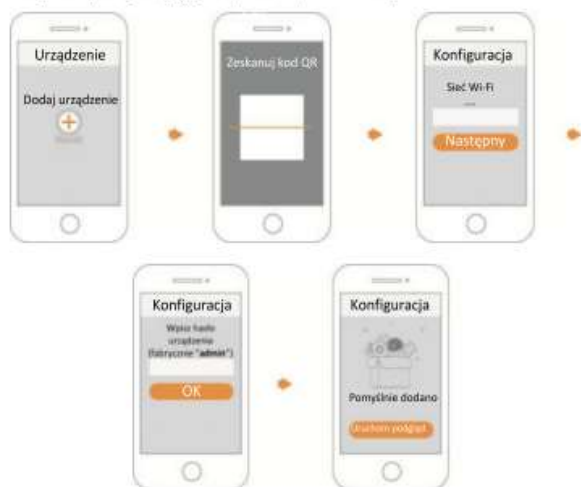 Urządzenie
Dodaj urządzenie
Zeskanuj kod QR
Konfiguracja
Sieć Wi-Fi
Następny
Konfiguracja
Wpisz hasło
urządzenia
(fabrycznie "admin")
OK
Konfiguracja
Pomyślnie dodano
Uruchom podgląd